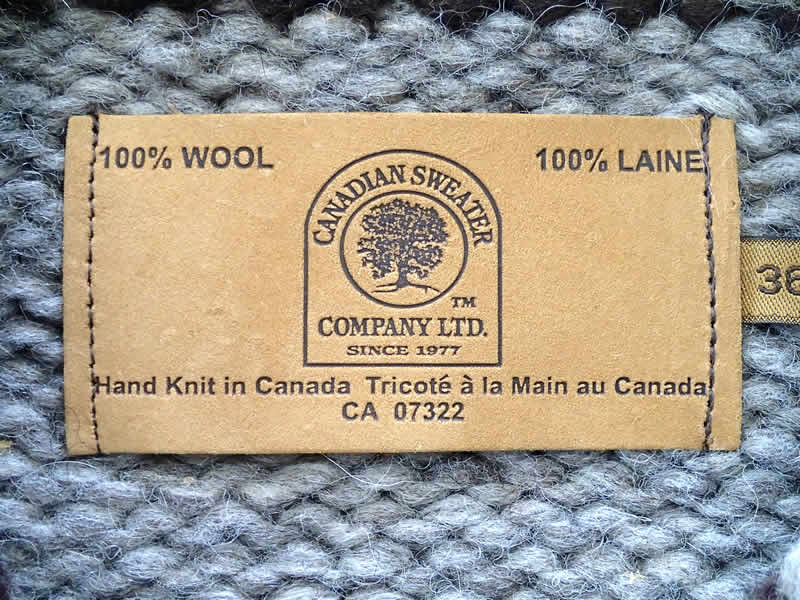 100% WOOL
100% LAINE
CANADIAN SWEATER
TM
COMPANY LTD.
SINCE 1977
Hand Knit in Canada Tricoté à la Main au Canada
CA 07322
36